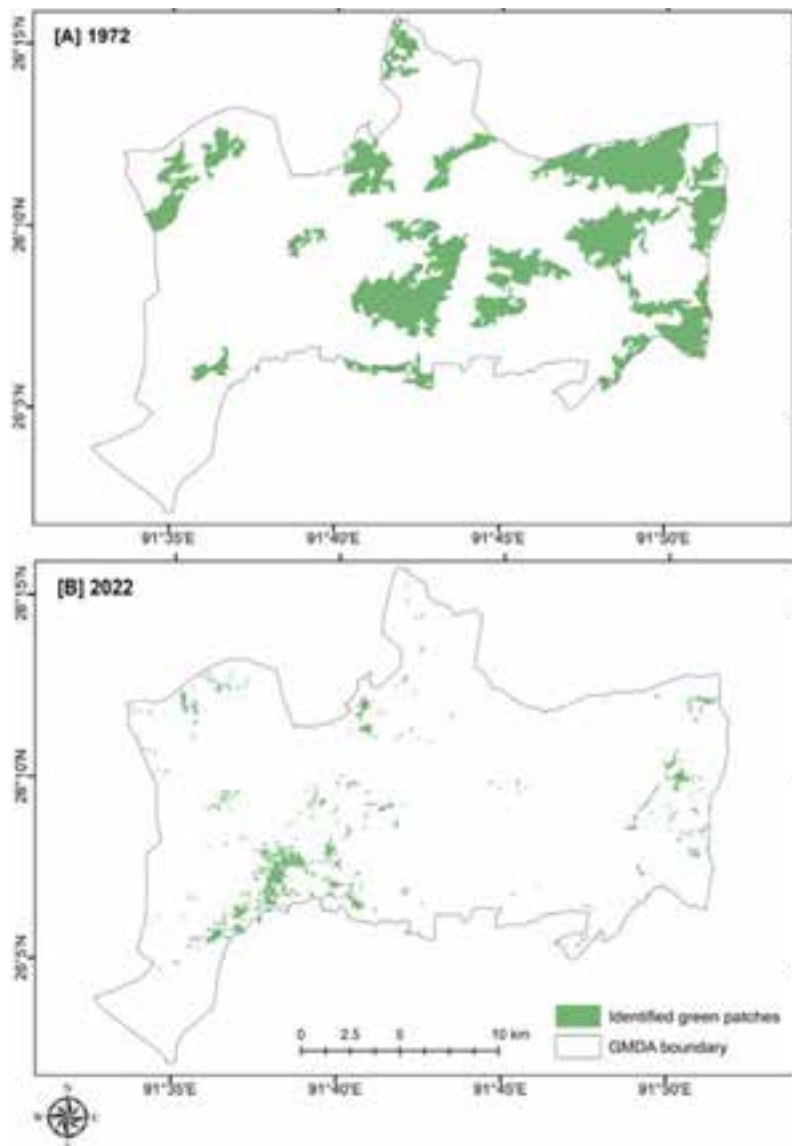 [A] 1972
26°15'N
26°10'N
26°5'N
91°35'E 91°40'E 91°45'E 91°50'E
[B] 2022
26°15'N
26°10'N
26°5'N
Identified green patches
0 2.5 5 10 km
GMDA boundary
91°35'E 91°40'E 91°45'E 91°50'E